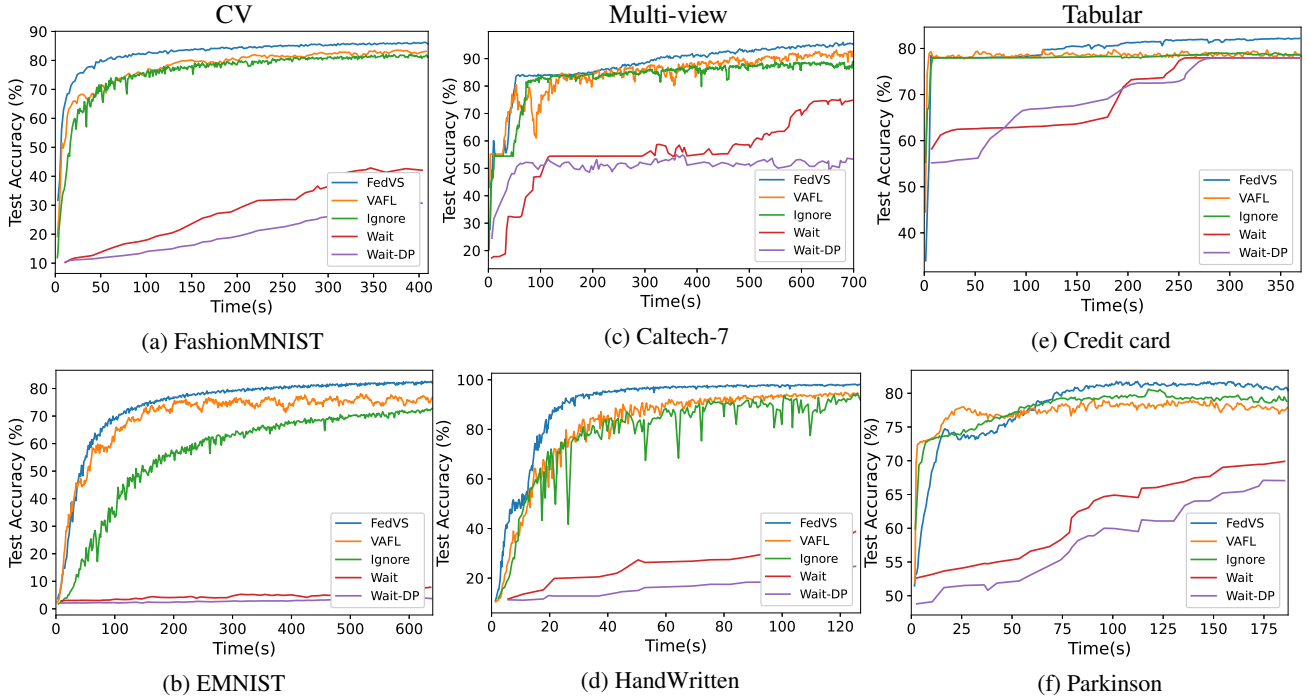 CV
Multi-view
Tabular
Test Accuracy (%)
90
80
70
60
50
40
30
20
10
0
50
100
150
200
250
300
350
400
Time(s)
FedVS
VAFL
Ignore
Wait
Wait-DP
(a) FashionMNIST
Test Accuracy (%)
90
80
70
60
50
40
30
20
0
100
200
300
400
500
600
700
Time(s)
FedVS
VAFL
Ignore
Wait
Wait-DP
(c) Caltech-7
Test Accuracy (%)
80
70
60
50
40
0
50
100
150
200
250
300
350
Time(s)
FedVS
VAFL
Ignore
Wait
Wait-DP
(e) Credit card
Test Accuracy (%)
80
70
60
50
40
30
20
10
0
0
100
200
300
400
500
600
Time(s)
FedVS
VAFL
Ignore
Wait
Wait-DP
(b) EMNIST
Test Accuracy (%)
100
80
60
40
20
0
20
40
60
80
100
120
Time(s)
FedVS
VAFL
Ignore
Wait
Wait-DP
(d) HandWritten
Test Accuracy (%)
80
75
70
65
60
55
50
0
25
50
75
100
125
150
175
Time(s)
FedVS
VAFL
Ignore
Wait
Wait-DP
(f) Parkinson